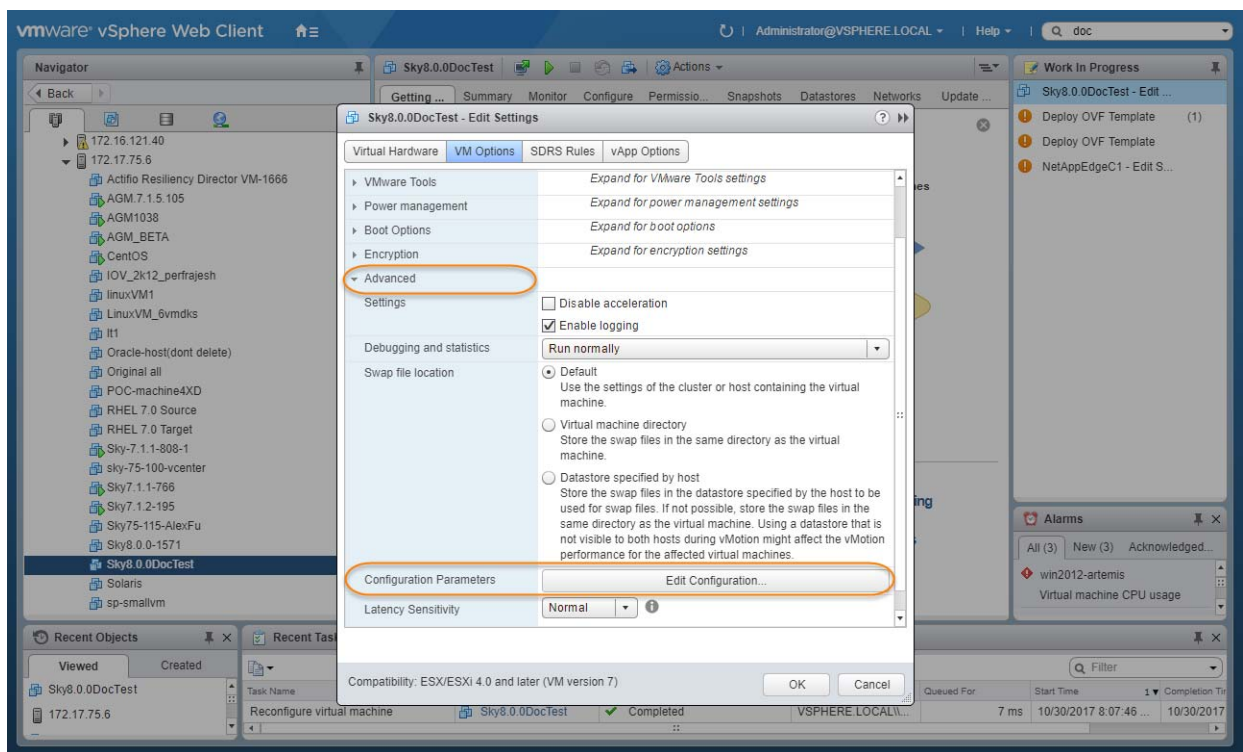 vmware® vSphere Web Client
Administrator@VSPHERE.LOCAL
Help
doc
Navigator
Back
172.16.121.40
172.17.75.6
Actifio Resiliency Director VM-1666
AGM.7.1.5.105
AGM1038
AGM_BETA
CentOS
IOV_2k12_perfrajesh
linuxVM1
LinuxVM_6vmdks
lt1
Oracle-host(dont delete)
Original all
POC-machine4XD
RHEL 7.0 Source
RHEL 7.0 Target
Sky-7.1.1-808-1
sky-75-100-vcenter
Sky7.1.1-766
Sky7.1.2-195
Sky75-115-AlexFu
Sky8.0.0-1571
Sky8.0.0DocTest
Solaris
sp-smallvm
Sky8.0.0DocTest
Actions
Getting ... Summary Monitor Configure Permissio... Snapshots Datastores Networks Update ...
Sky8.0.0DocTest - Edit Settings
Virtual Hardware VM Options SDRS Rules vApp Options
VMware Tools Expand for VMware Tools settings
Power management Expand for power management settings
Boot Options Expand for boot options
Encryption Expand for encryption settings
Advanced
Settings Disable acceleration
Enable logging
Debugging and statistics Run normally
Swap file location Default
Use the settings of the cluster or host containing the virtual
machine.
Virtual machine directory
Store the swap files in the same directory as the virtual
machine.
Datastore specified by host
Store the swap files in the datastore specified by the host to be
used for swap files. If not possible, store the swap files in the
same directory as the virtual machine. Using a datastore that is
not visible to both hosts during vMotion might affect the vMotion
performance for the affected virtual machines.
Configuration Parameters Edit Configuration...
Latency Sensitivity Normal
Compatibility: ESX/ESXi 4.0 and later (VM version 7) OK Cancel
Work In Progress
Sky8.0.0DocTest - Edit ...
Deploy OVF Template (1)
Deploy OVF Template
NetAppEdgeC1 - Edit S...
Alarms
All (3) New (3) Acknowledged...
win2012-artemis
Virtual machine CPU usage
Recent Objects
Viewed Created
Sky8.0.0DocTest
172.17.75.6
Recent Tas
Filter
Task Name Queued For Start Time 1 Completion Tir
Reconfigure virtual machine Sky8.0.0DocTest Completed VSPHERE.LOCAL\\... 7 ms 10/30/2017 8:07:46 ... 10/30/2017